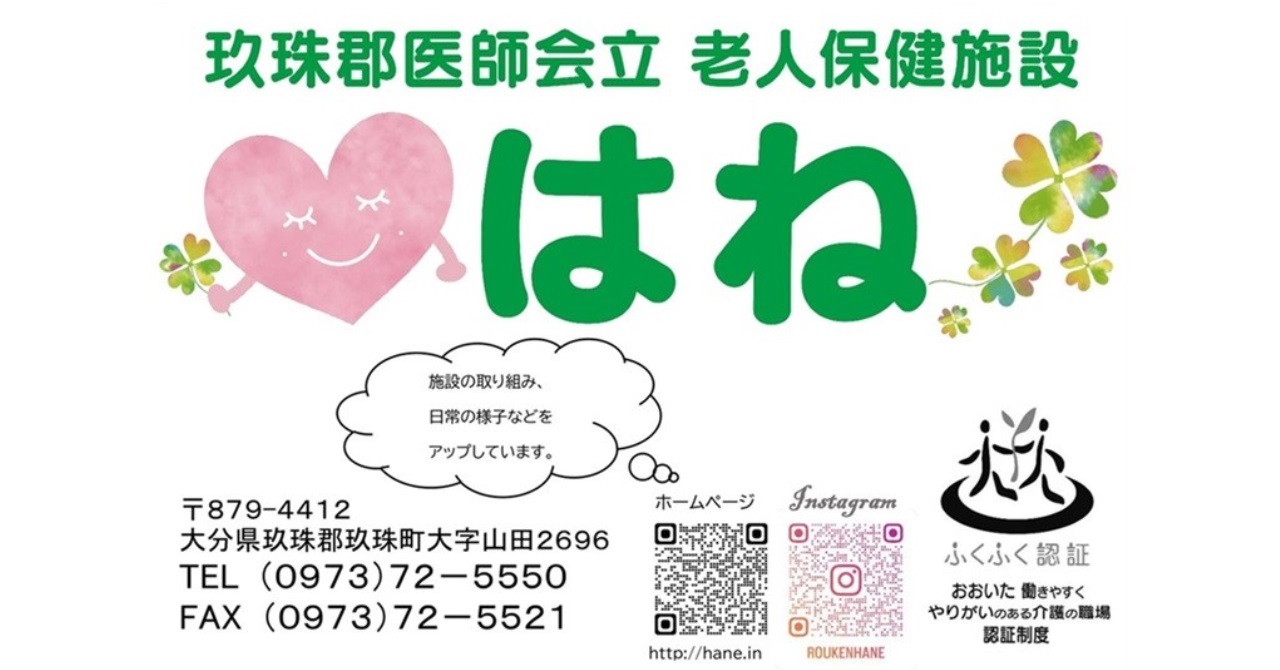 玖珠郡医師会立 老人保健施設
はね
施設の取り組み、
日常の様子などを
アップしています。
〒879-4412
大分県玖珠郡玖珠町大字山田2696
TEL（0973）72－5550
FAX（0973）72－5521
ホームページ
http://hane.in
Instagram
ROUKENHANE
ふくふく認証
おおいた 働きやすく
やりがいのある介護の職場
認証制度